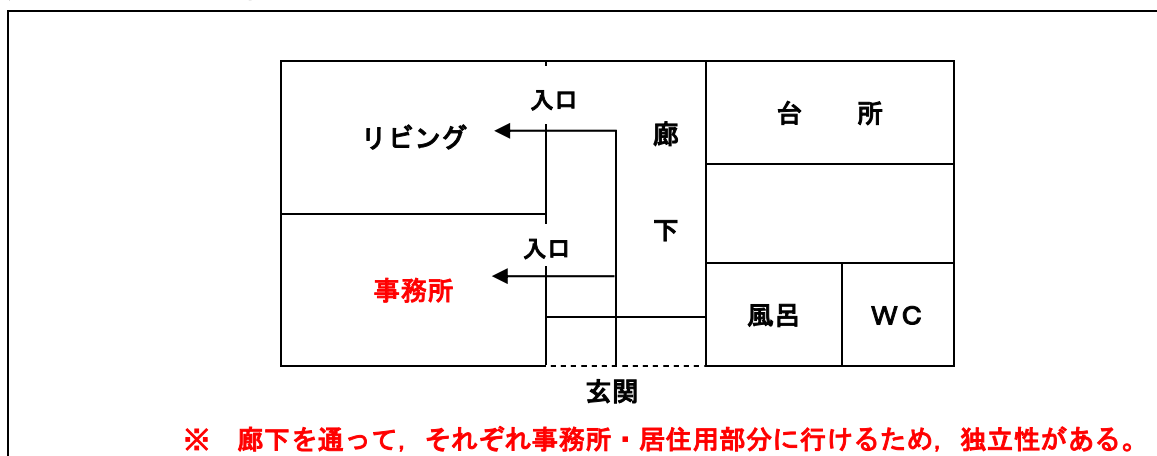 入口
台　　所
リビング
廊
下
入口
事務所
風呂
ＷＣ
玄関
※　廊下を通って，それぞれ事務所・居住用部分に行けるため，独立性がある。